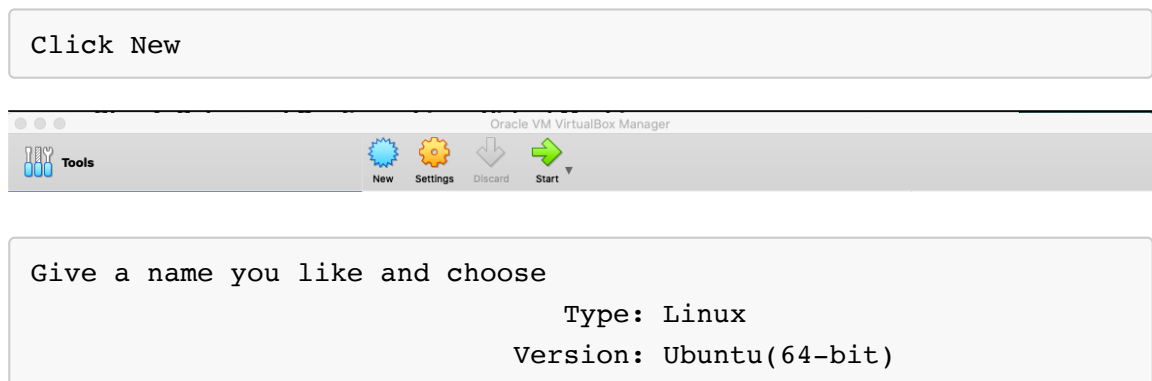 Click New
Oracle VM VirtualBox Manager
Tools
New Settings Discard Start
Give a name you like and choose
Type: Linux
Version: Ubuntu(64-bit)